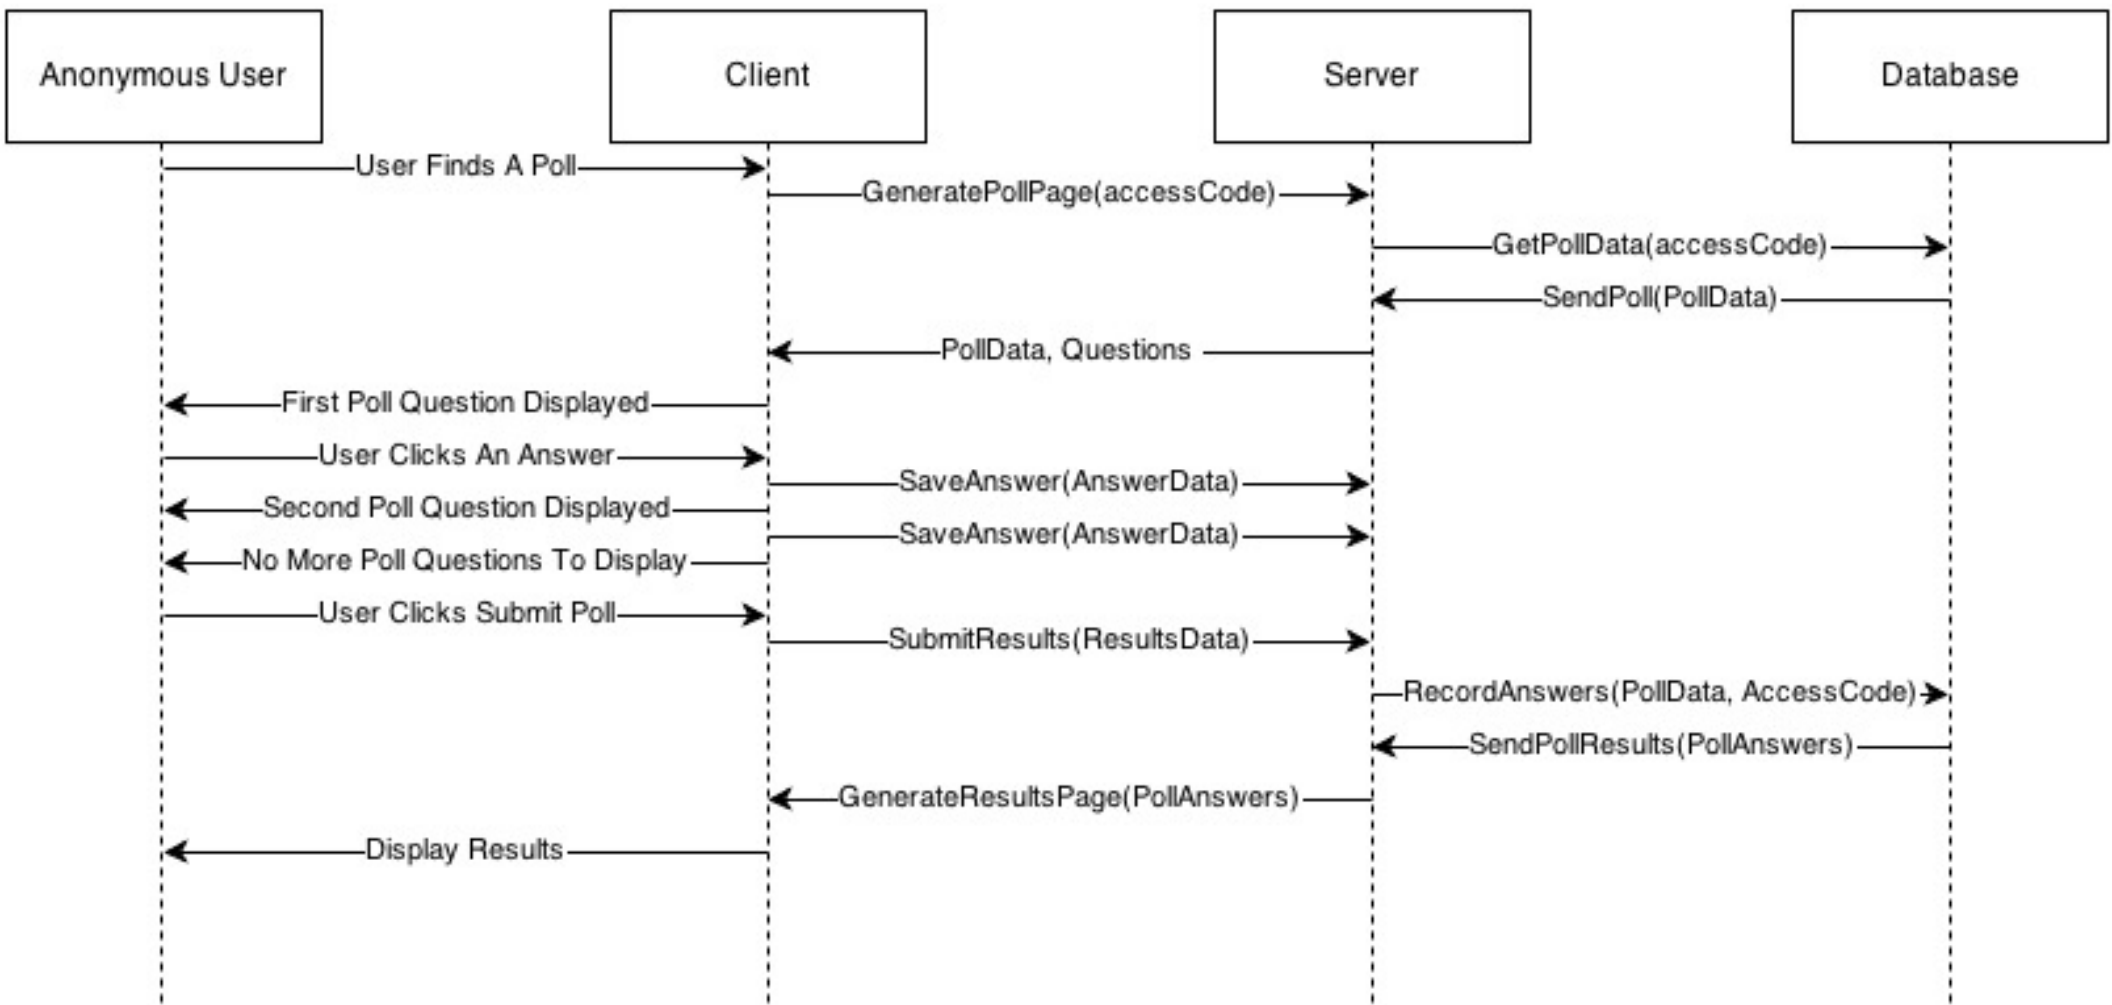 Anonymous User
Client
Server
Database
User Finds A Poll
GeneratePollPage(accessCode)
GetPollData(accessCode)
SendPoll(PollData)
PollData, Questions
First Poll Question Displayed
User Clicks An Answer
SaveAnswer(AnswerData)
Second Poll Question Displayed
SaveAnswer(AnswerData)
No More Poll Questions To Display
User Clicks Submit Poll
SubmitResults(ResultsData)
RecordAnswers(PollData, AccessCode)
SendPollResults(PollAnswers)
GenerateResultsPage(PollAnswers)
Display Results